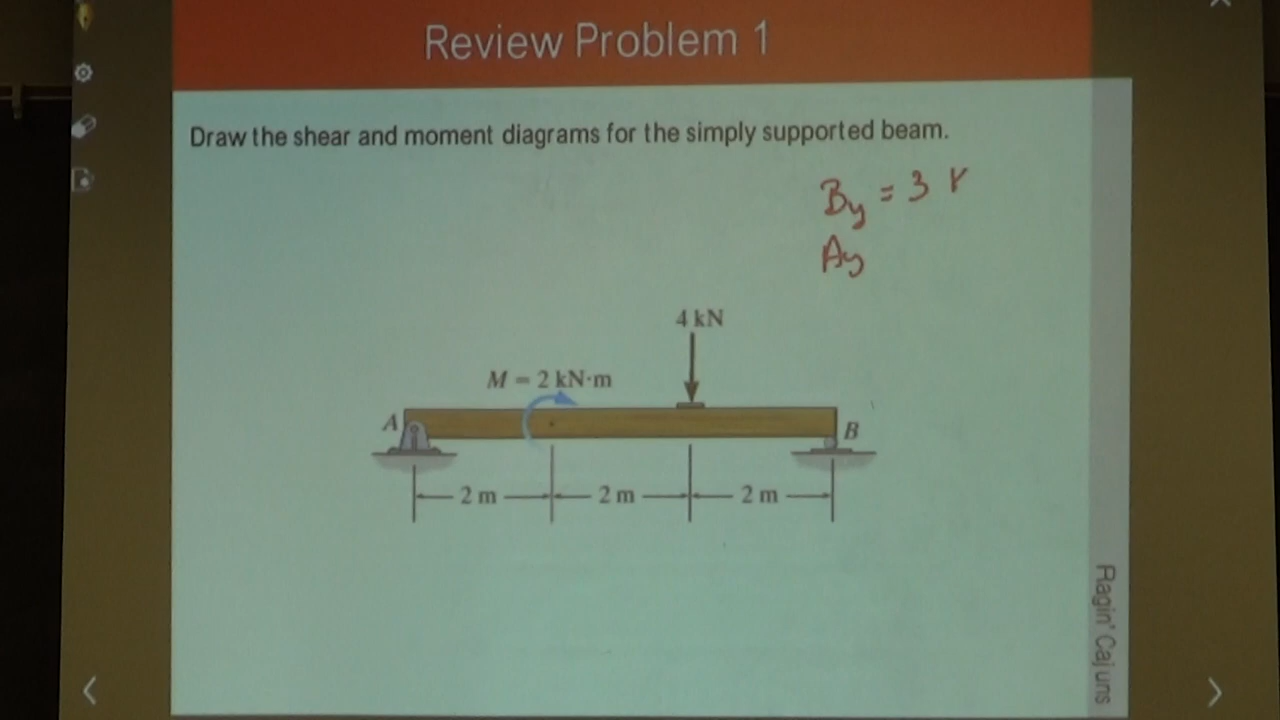 Review Problem 1
Draw the shear and moment diagrams for the simply supported beam.
By = 3 k
Ay
4 kN
M = 2 kN·m
A
B
2 m
2 m
2 m
Ragin' Cajuns